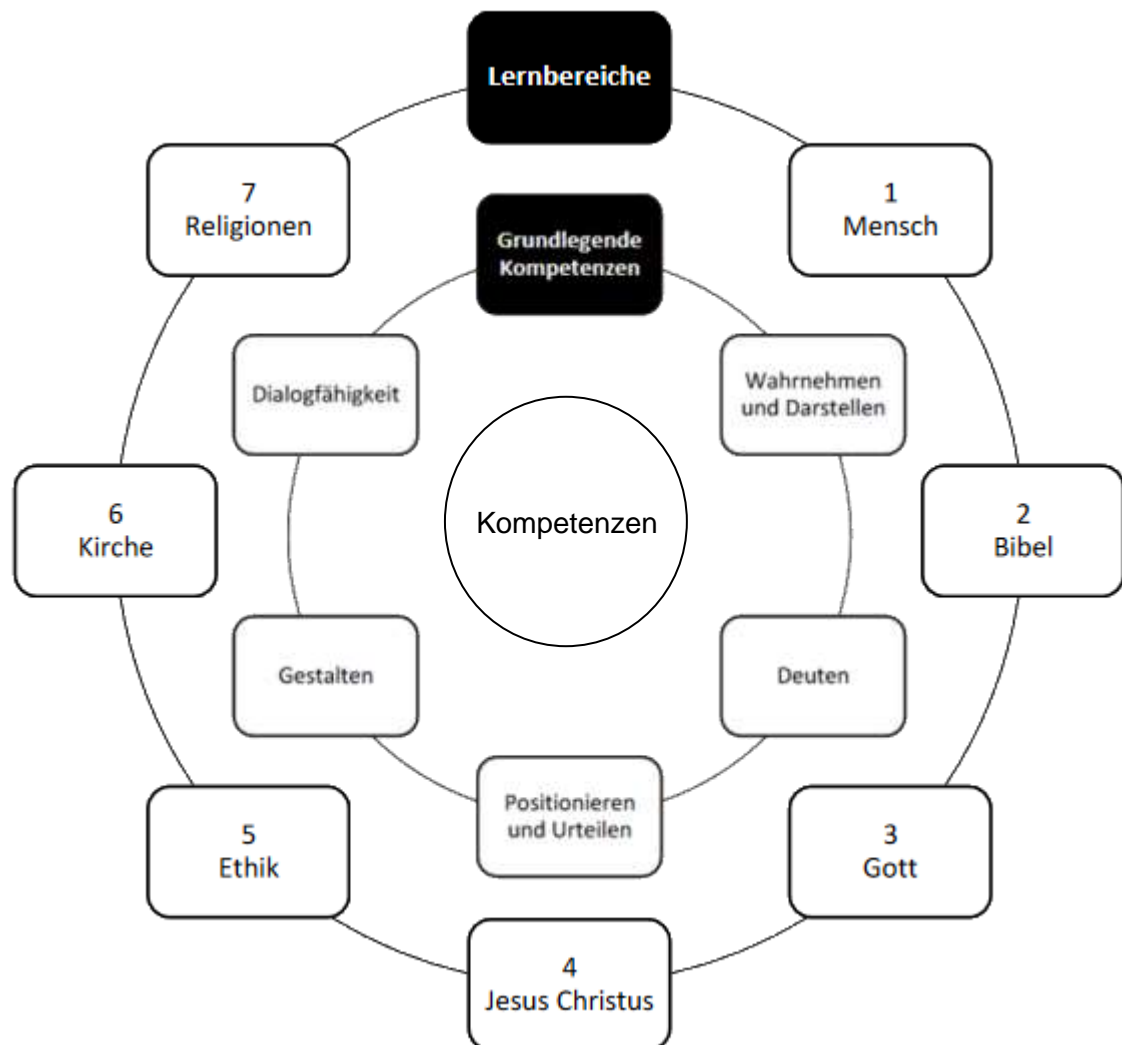 Lernbereiche
1
Mensch
2
Bibel
3
Gott
4
Jesus Christus
5
Ethik
6
Kirche
7
Religionen
Grundlegende
Kompetenzen
Wahrnehmen
und Darstellen
Deuten
Positionieren
und Urteilen
Gestalten
Dialogfähigkeit
Kompetenzen